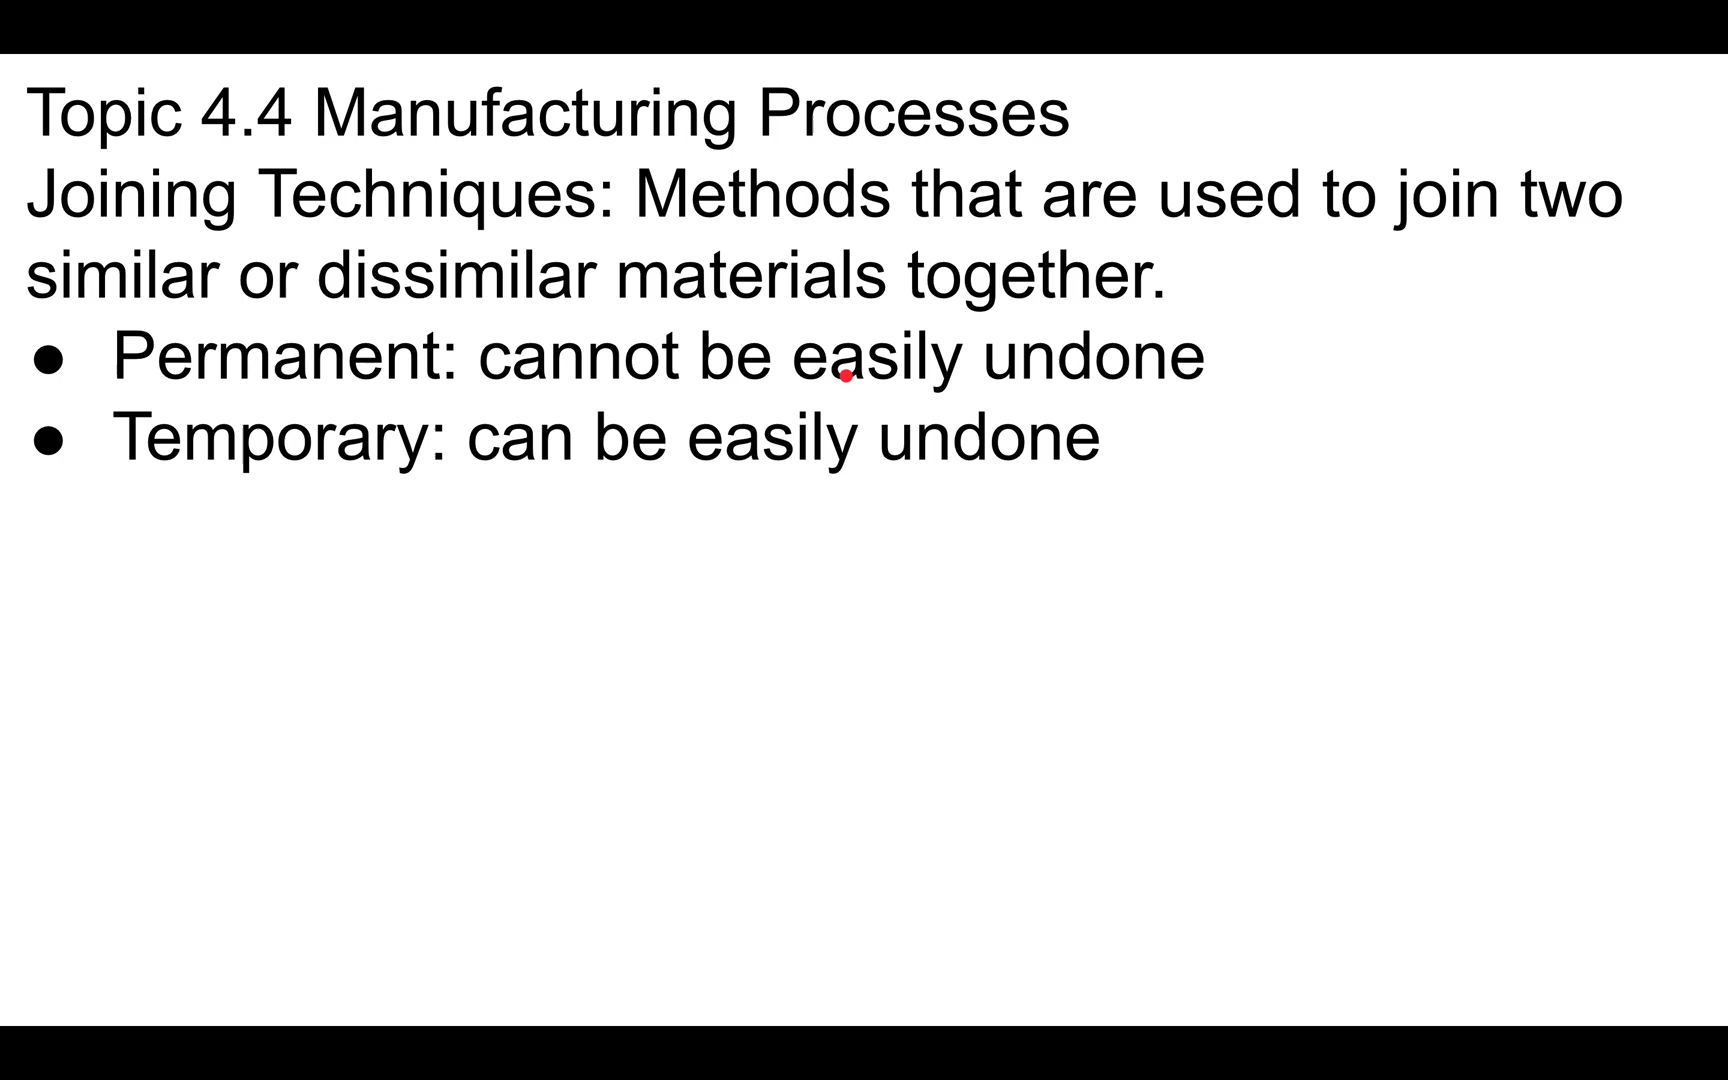 Topic 4.4 Manufacturing Processes
Joining Techniques: Methods that are used to join two
similar or dissimilar materials together.
● Permanent: cannot be easily undone
● Temporary: can be easily undone